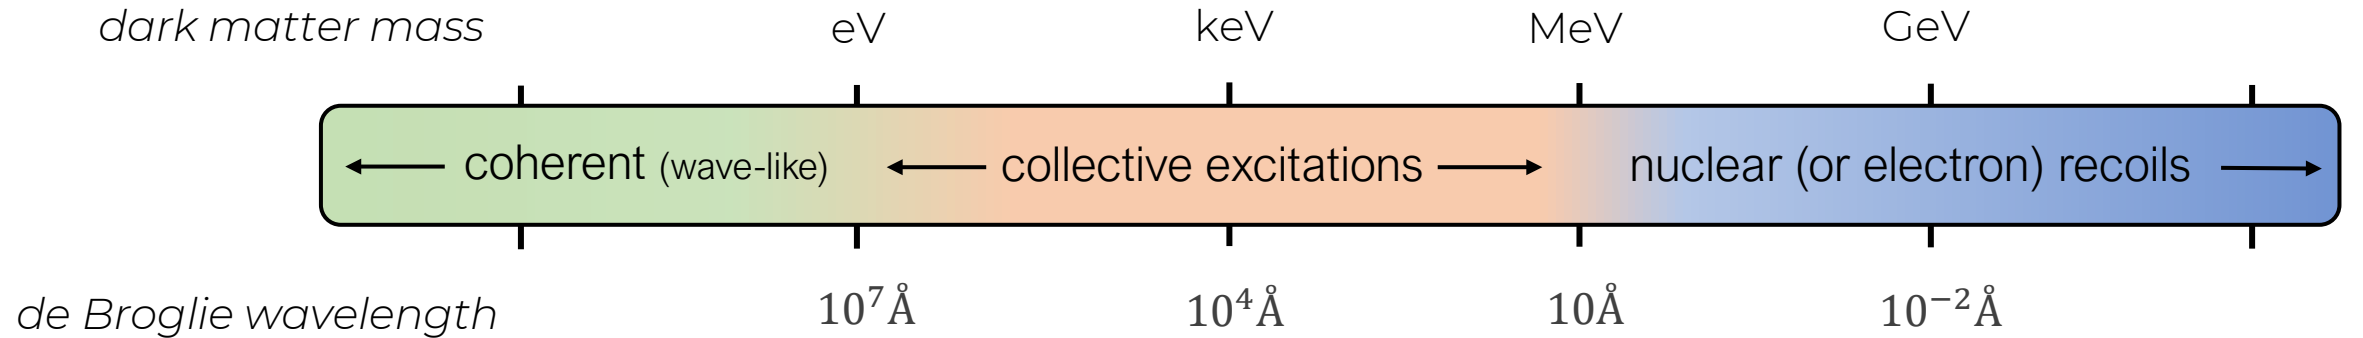 dark matter mass eV keV MeV GeV
coherent (wave-like) collective excitations nuclear (or electron) recoils
de Broglie wavelength 10⁷Å 10⁴Å 10Å 10⁻²Å